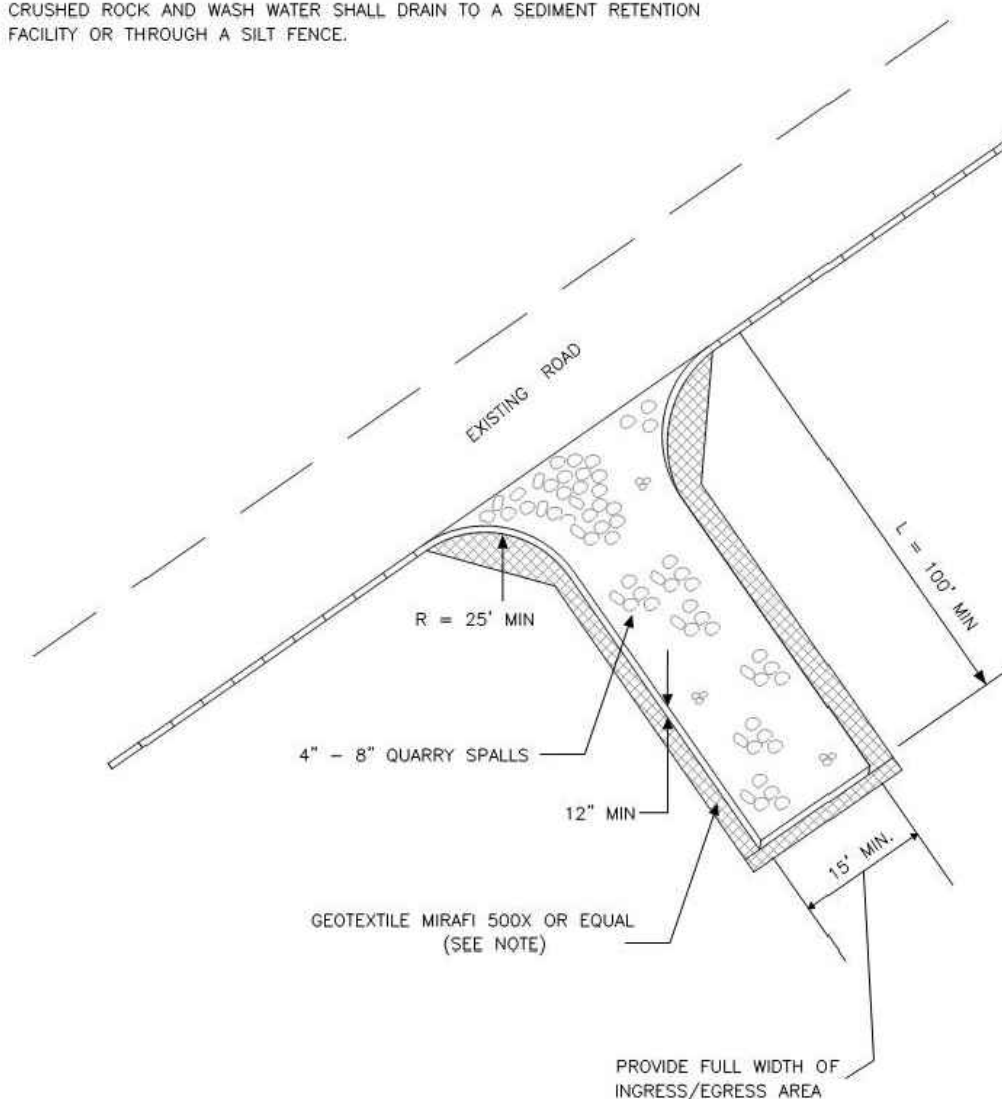 CRUSHED ROCK AND WASH WATER SHALL DRAIN TO A SEDIMENT RETENTION
FACILITY OR THROUGH A SILT FENCE.
EXISTING ROAD
R = 25' MIN
L = 100' MIN
4" - 8" QUARRY SPALLS
12" MIN
15' MIN.
GEOTEXTILE MIRAFI 500X OR EQUAL
(SEE NOTE)
PROVIDE FULL WIDTH OF
INGRESS/EGRESS AREA